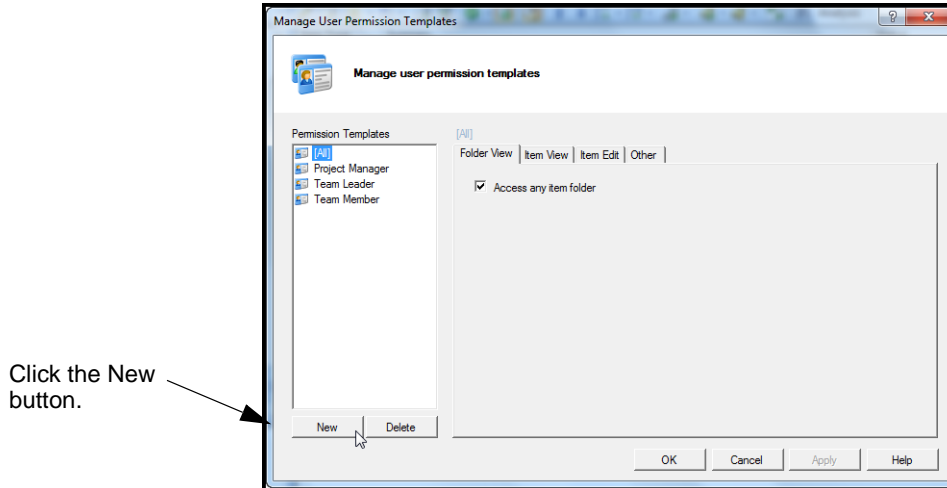 Manage User Permission Templates
Manage user permission templates
Permission Templates
[All]
Project Manager
Team Leader
Team Member
[All]
Folder View Item View Item Edit Other
Access any item folder
Click the New
button.
New Delete
OK Cancel Apply Help